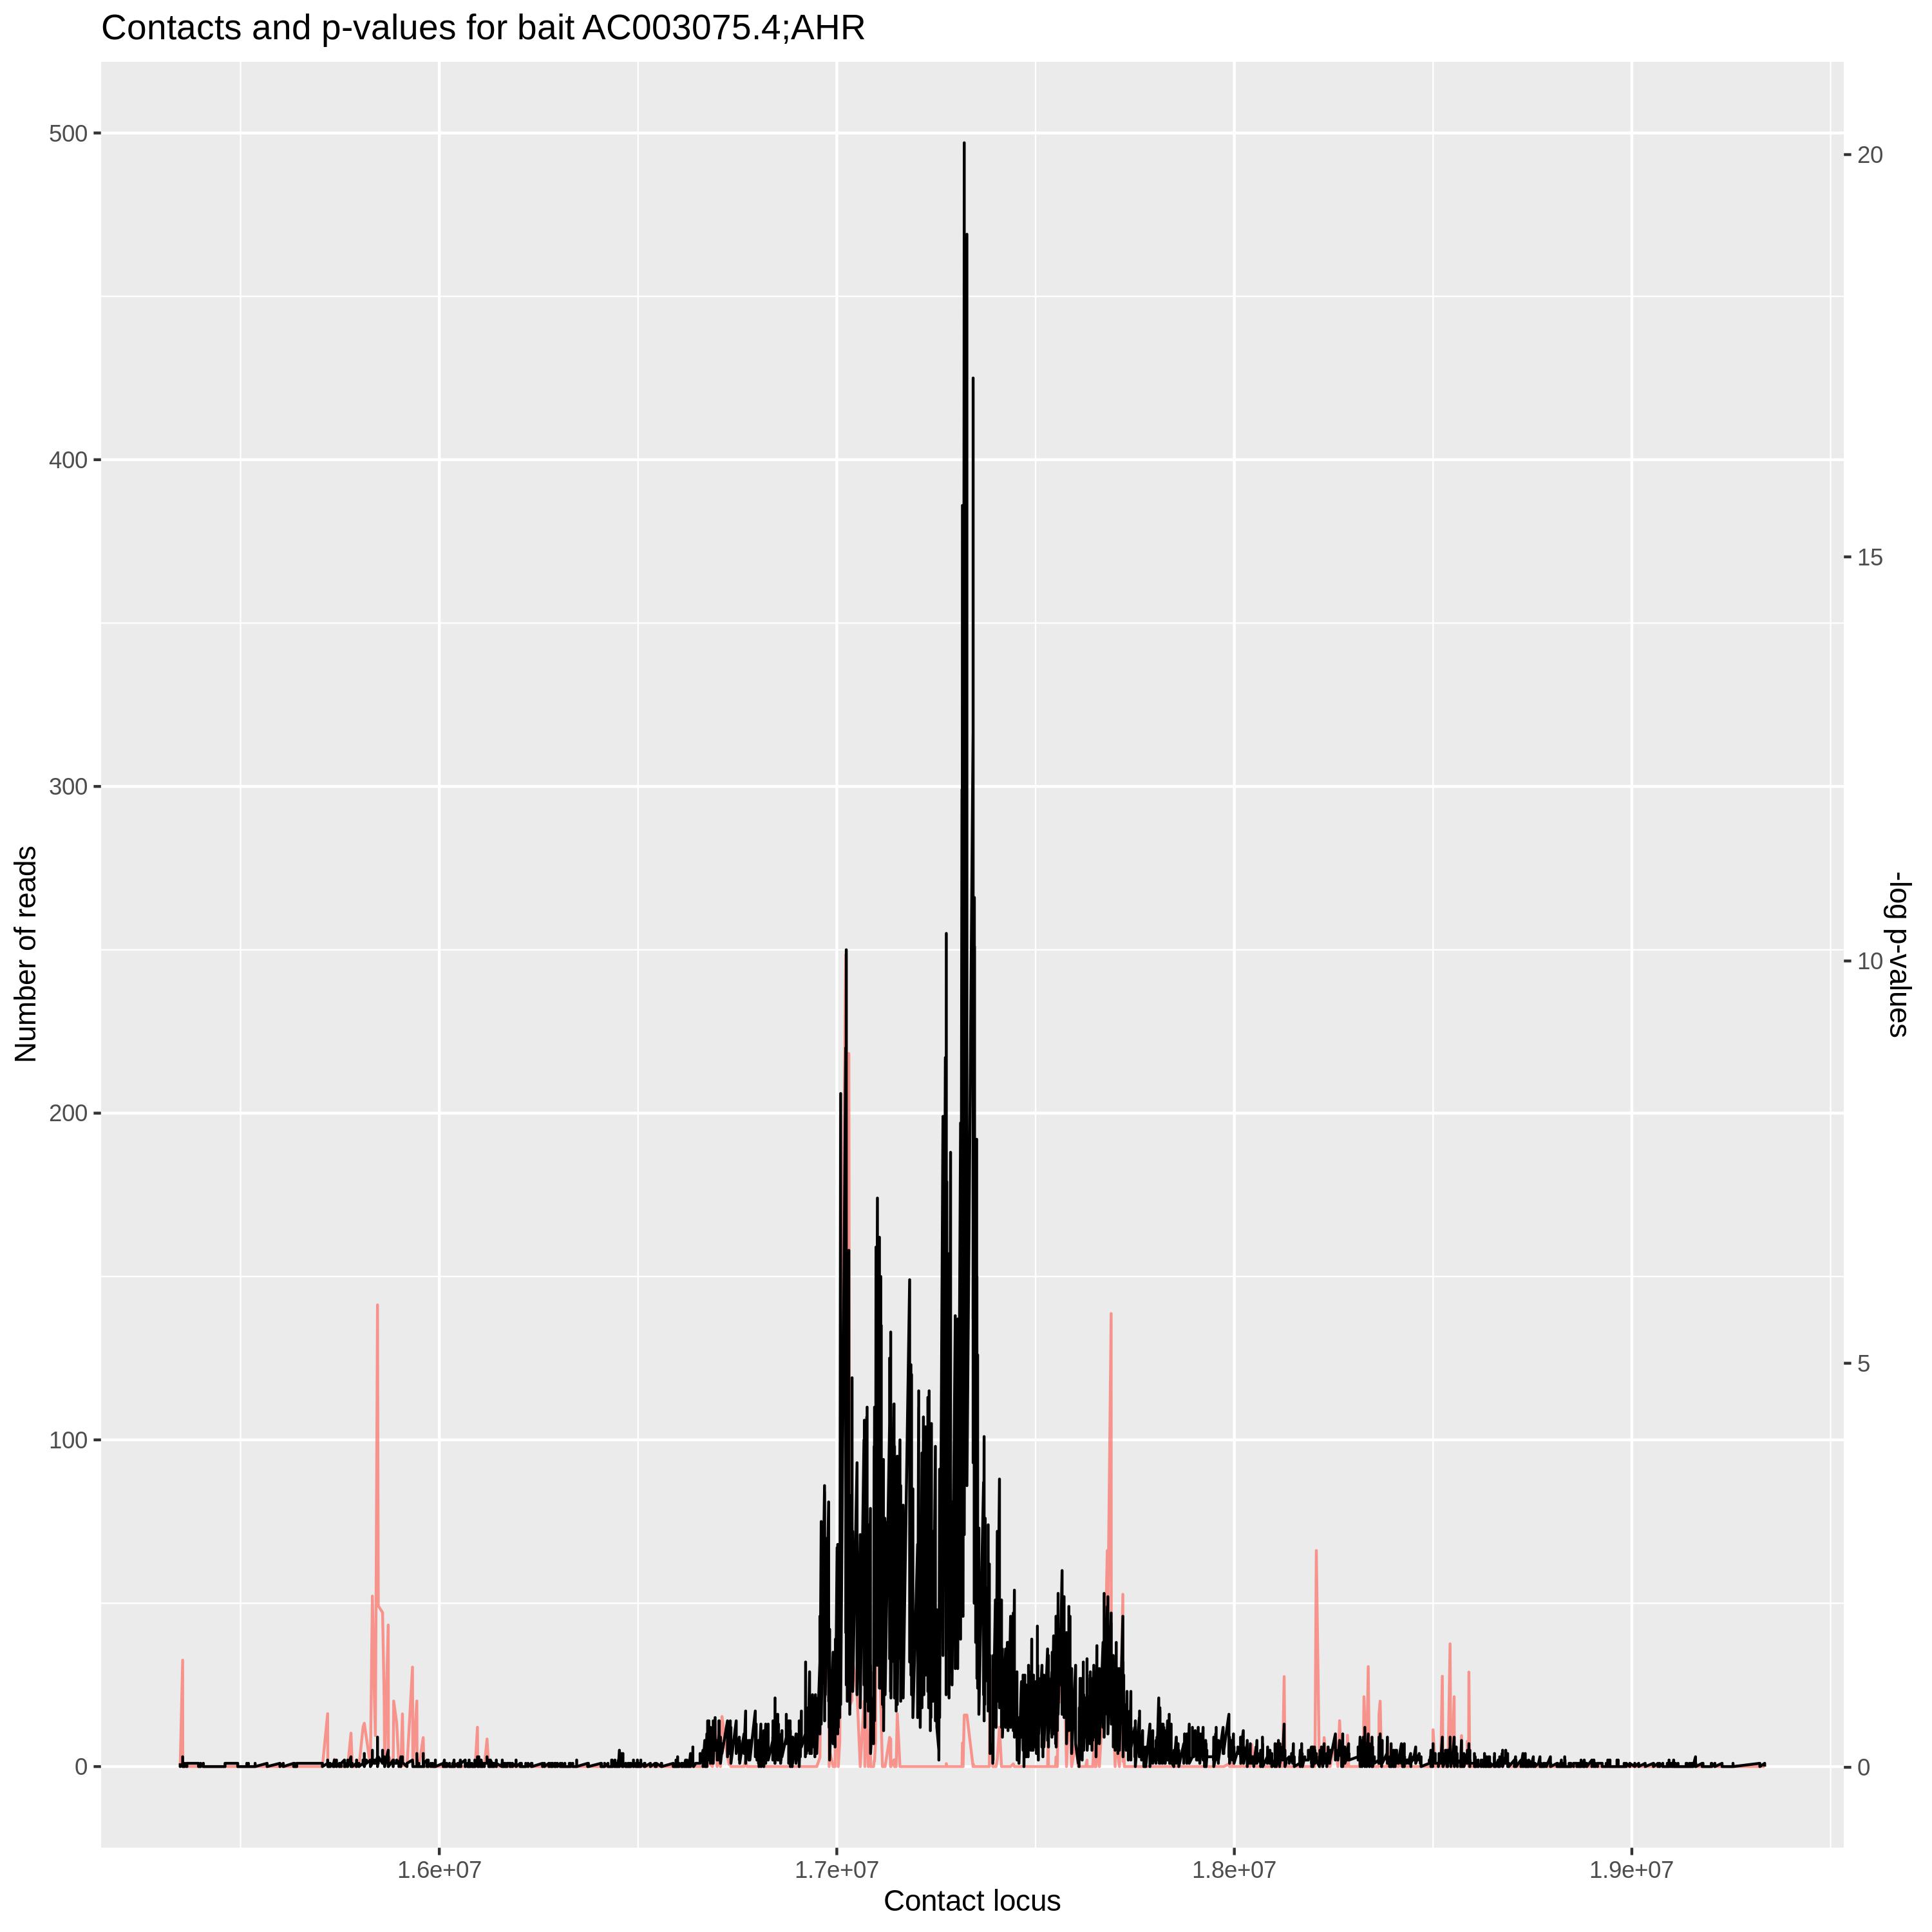 Contacts and p-values for bait AC003075.4;AHR
500
400
300
200
100
0
20
15
10
5
0
Number of reads
-log p-values
1.6e+07
1.7e+07
1.8e+07
1.9e+07
Contact locus